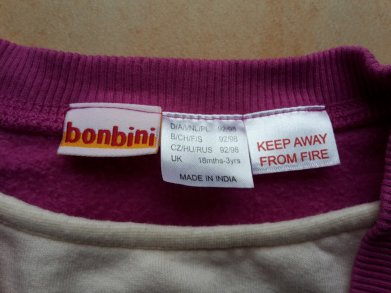 bonbini
D/A/I/NL/PL 92/98
B/CH/F/S 92/98
CZ/HU/RUS 92/98
UK 18mths-3yrs
MADE IN INDIA
KEEP AWAY
FROM FIRE